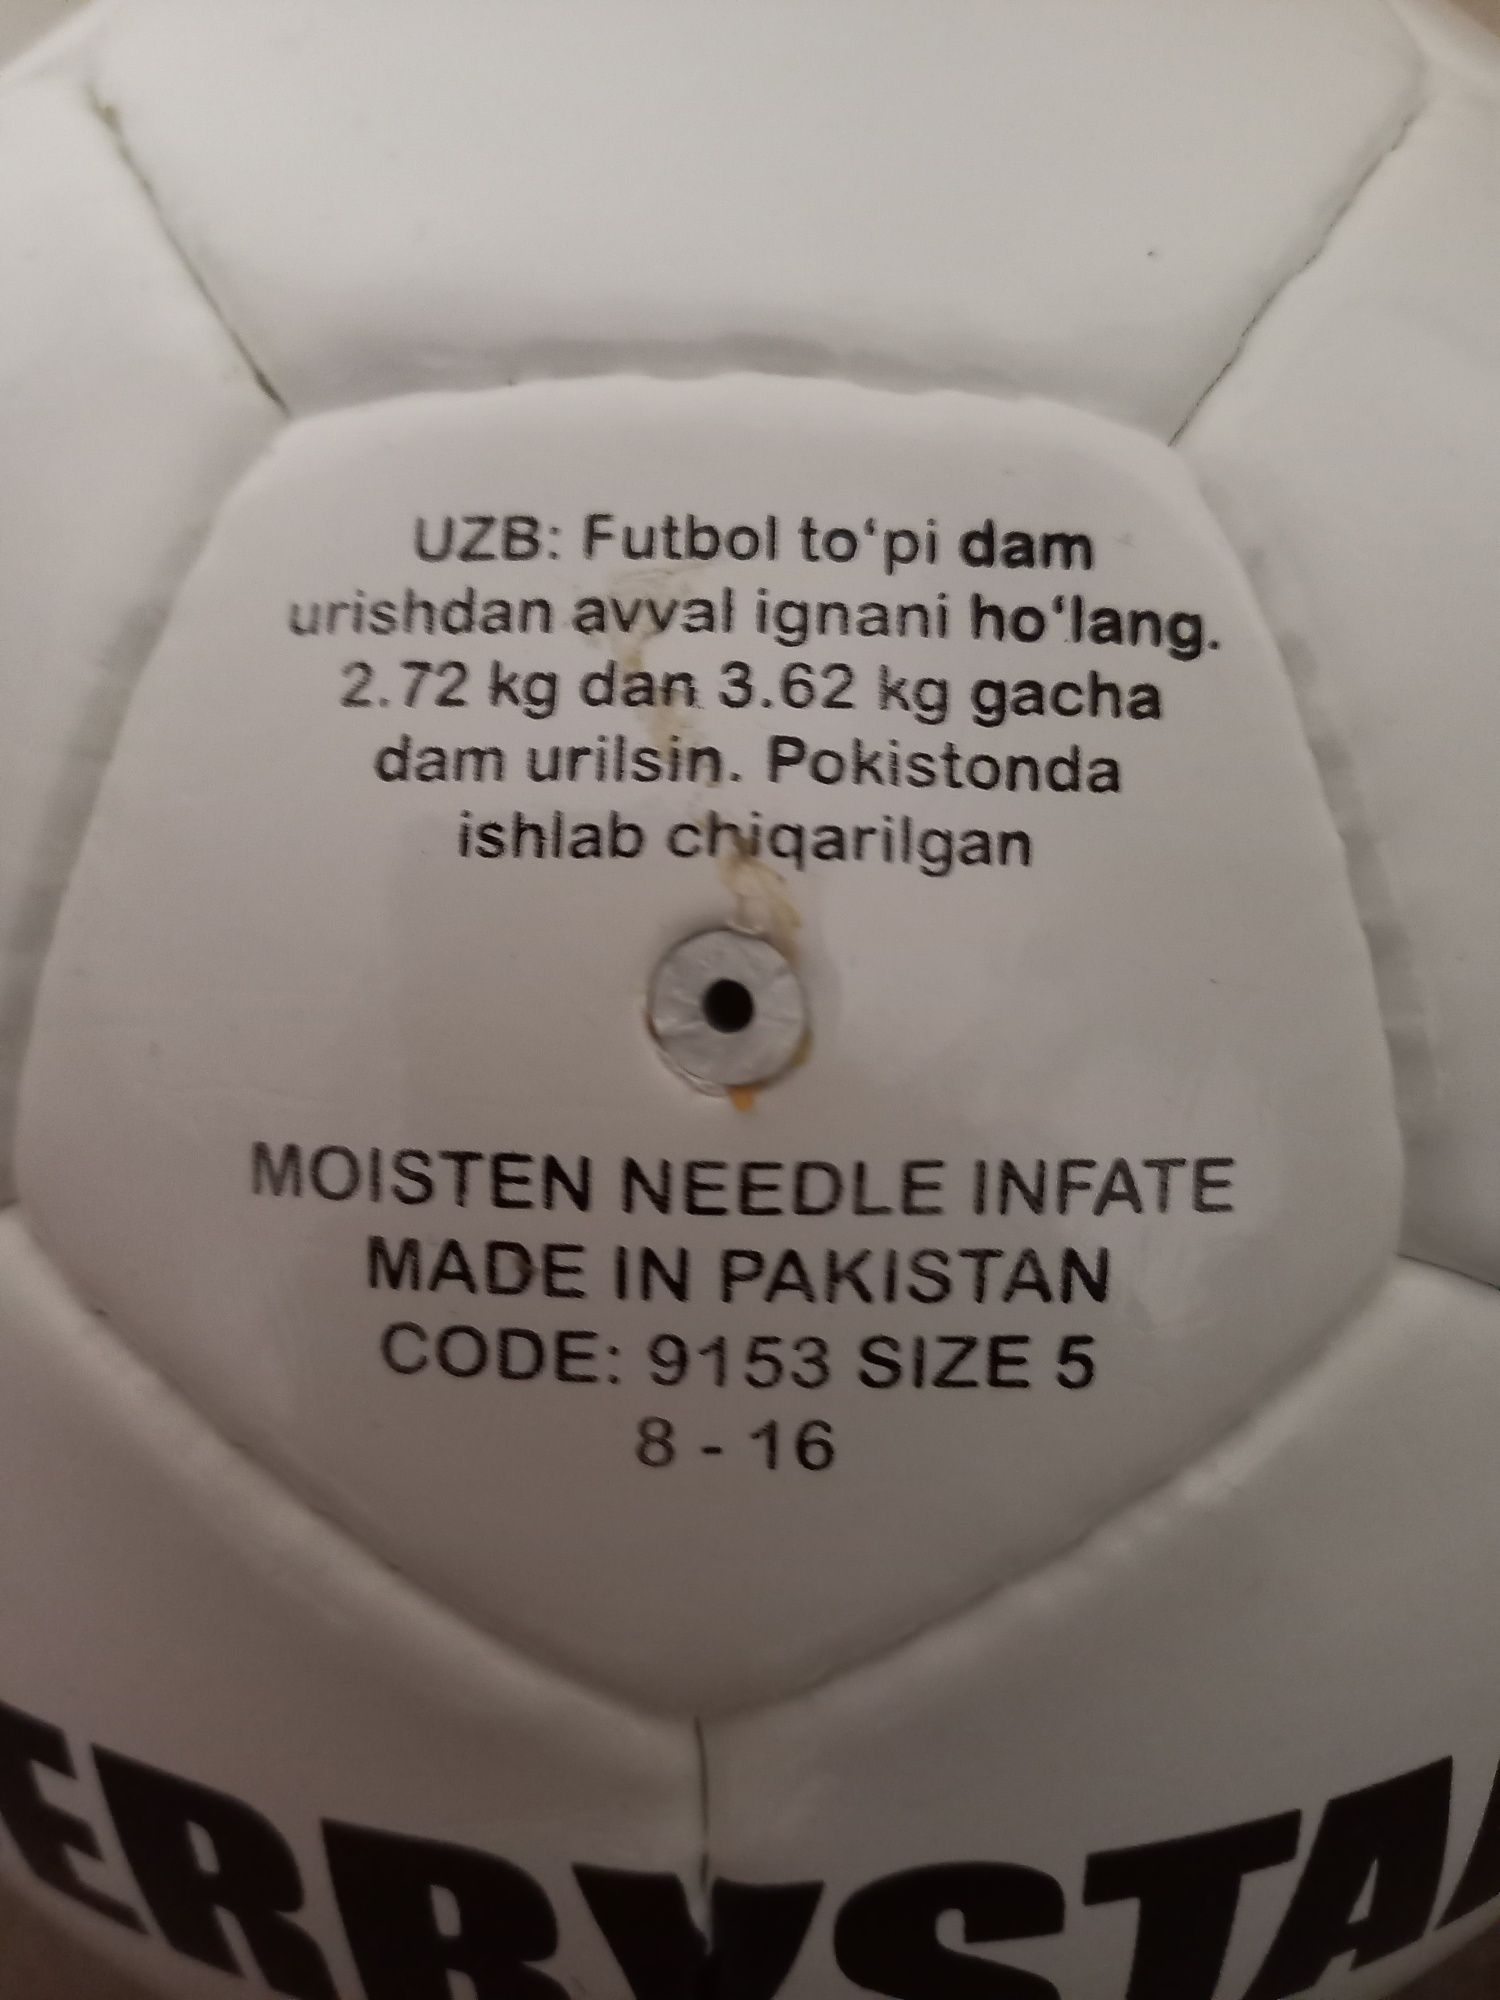 UZB: Futbol to‘pi dam
urishdan avval ignani ho‘lang.
2.72 kg dan 3.62 kg gacha
dam urilsin. Pokistonda
ishlab chiqarilgan
MOISTEN NEEDLE INFATE
MADE IN PAKISTAN
CODE: 9153 SIZE 5
8 - 16
ERBYSTA